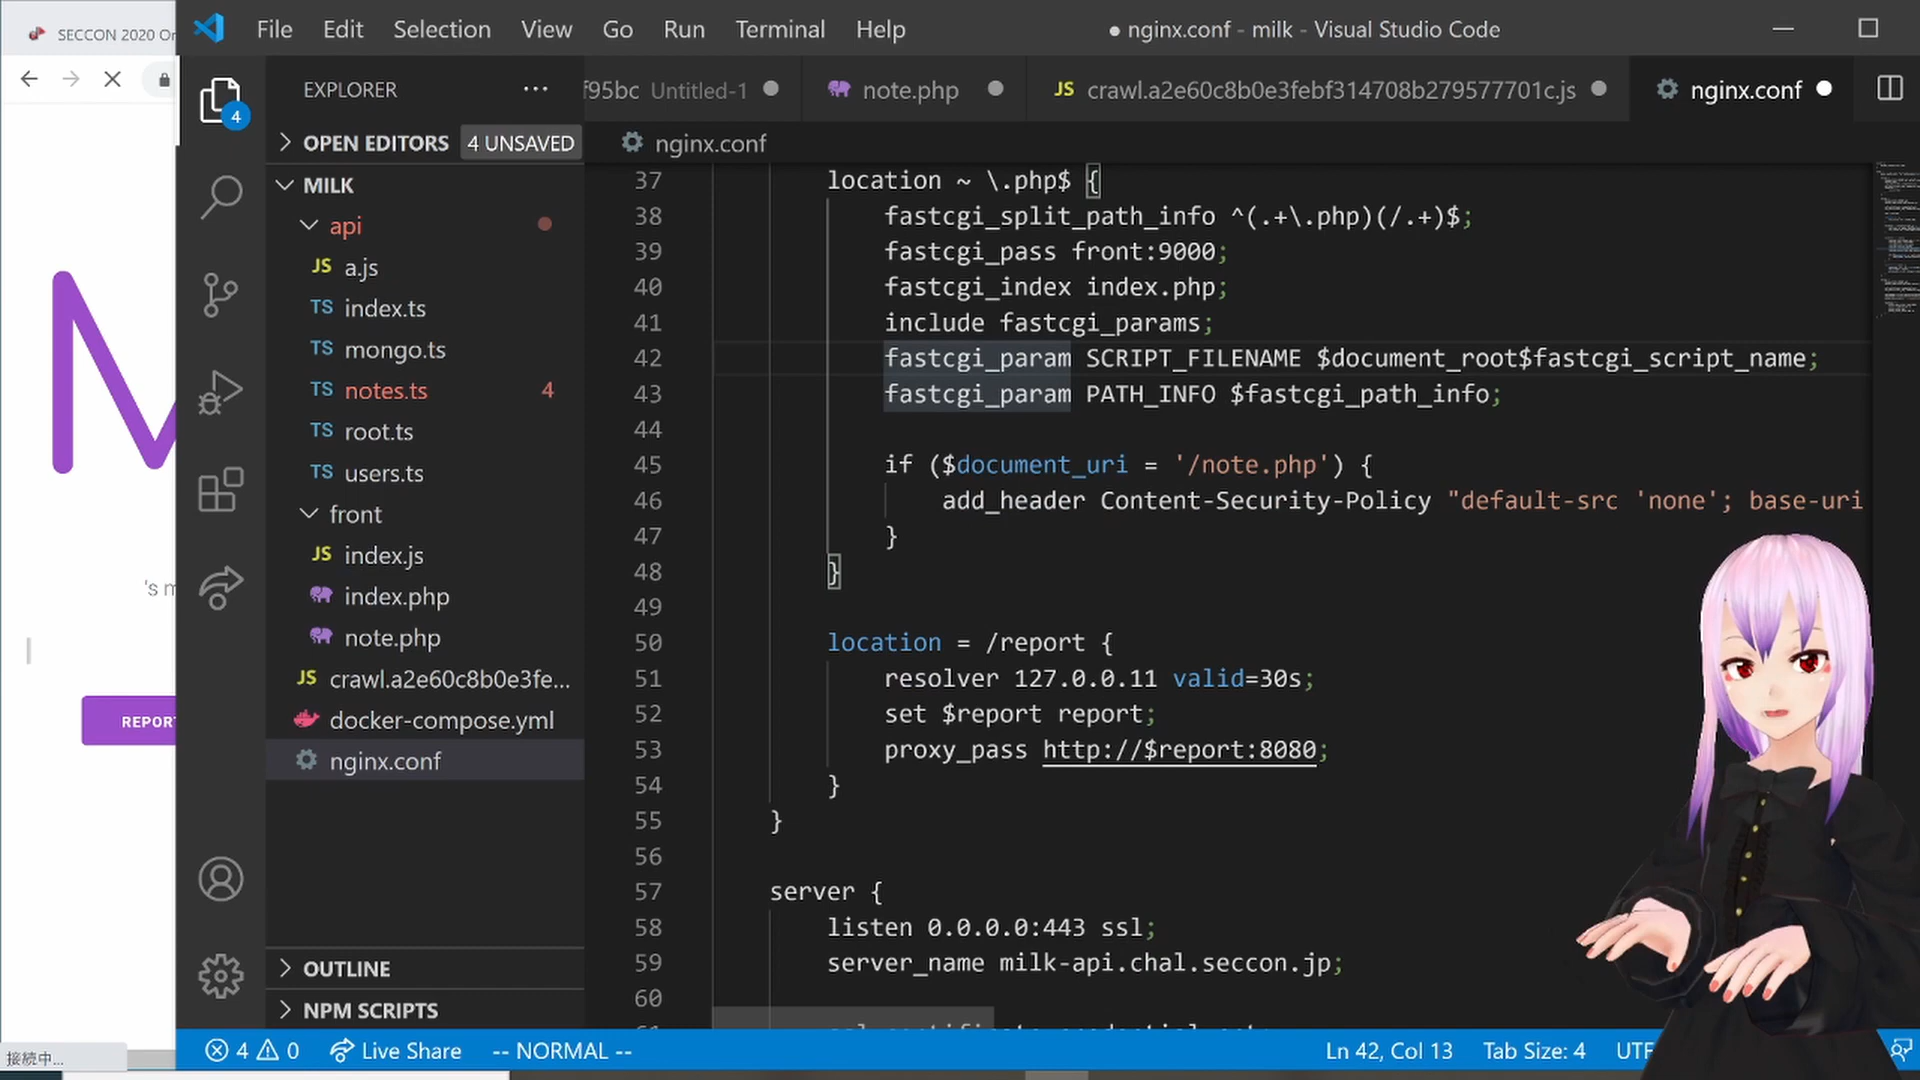 SECCON 2020 On
File Edit Selection View Go Run Terminal Help
● nginx.conf - milk - Visual Studio Code
4
EXPLORER ...
f95bc Untitled-1
note.php
JS crawl.a2e60c8b0e3febf314708b279577701c.js
nginx.conf
OPEN EDITORS 4 UNSAVED
nginx.conf
MILK
api
JS a.js
TS index.ts
TS mongo.ts
TS notes.ts 4
TS root.ts
TS users.ts
front
JS index.js
index.php
note.php
JS crawl.a2e60c8b0e3fe...
docker-compose.yml
nginx.conf
OUTLINE
NPM SCRIPTS
37 location ~ \.php$ {
38 fastcgi_split_path_info ^(.+\.php)(/.+)$;
39 fastcgi_pass front:9000;
40 fastcgi_index index.php;
41 include fastcgi_params;
42 fastcgi_param SCRIPT_FILENAME $document_root$fastcgi_script_name;
43 fastcgi_param PATH_INFO $fastcgi_path_info;
44
45 if ($document_uri = '/note.php') {
46 add_header Content-Security-Policy "default-src 'none'; base-uri
47 }
48 }
49
50 location = /report {
51 resolver 127.0.0.11 valid=30s;
52 set $report report;
53 proxy_pass http://$report:8080;
54 }
55 }
56
57 server {
58 listen 0.0.0.0:443 ssl;
59 server_name milk-api.chal.seccon.jp;
60
M
's m
REPORT
接続中...
4 0 Live Share -- NORMAL --
Ln 42, Col 13 Tab Size: 4 UTF